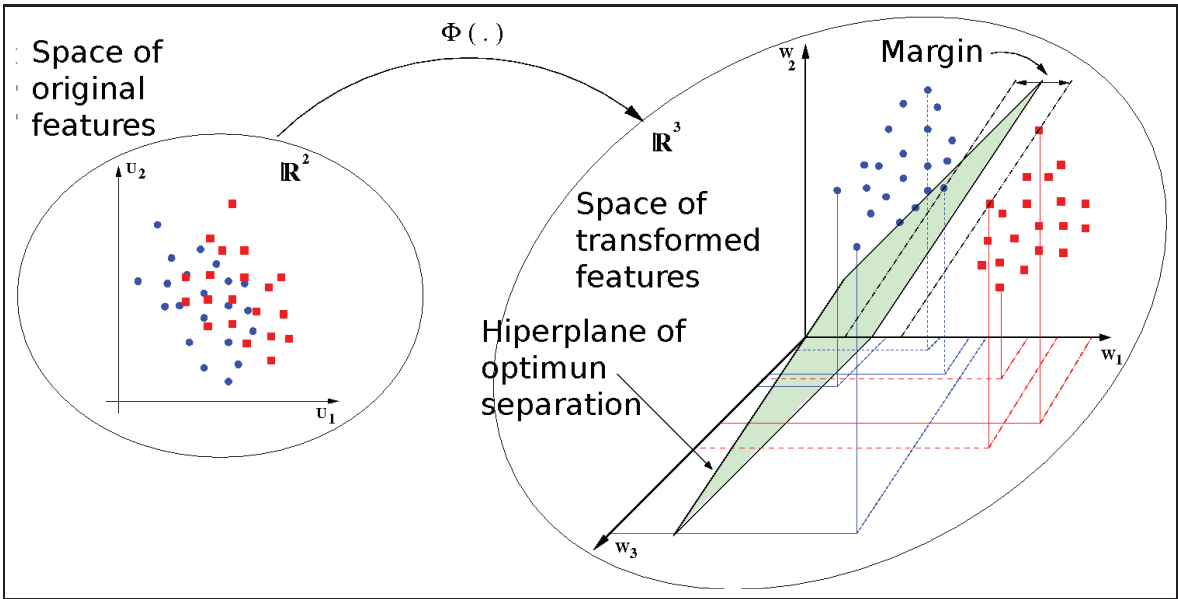 Space of
original
features
Φ ( . )
ℝ²
U₂
U₁
Margin
W₂
ℝ³
Space of
transformed
features
Hiperplane of
optimun
separation
W₁
W₃